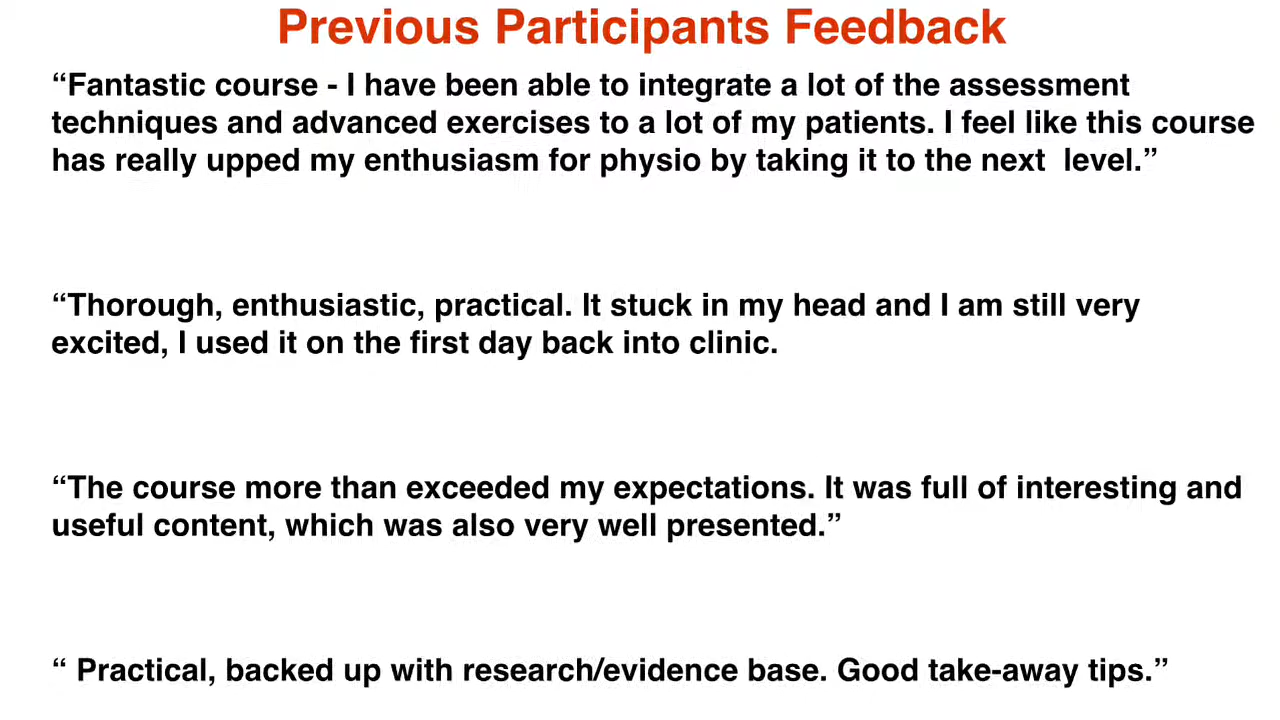 Previous Participants Feedback
“Fantastic course - I have been able to integrate a lot of the assessment
techniques and advanced exercises to a lot of my patients. I feel like this course
has really upped my enthusiasm for physio by taking it to the next  level.”
“Thorough, enthusiastic, practical. It stuck in my head and I am still very
excited, I used it on the first day back into clinic.
“The course more than exceeded my expectations. It was full of interesting and
useful content, which was also very well presented.”
“ Practical, backed up with research/evidence base. Good take-away tips.”